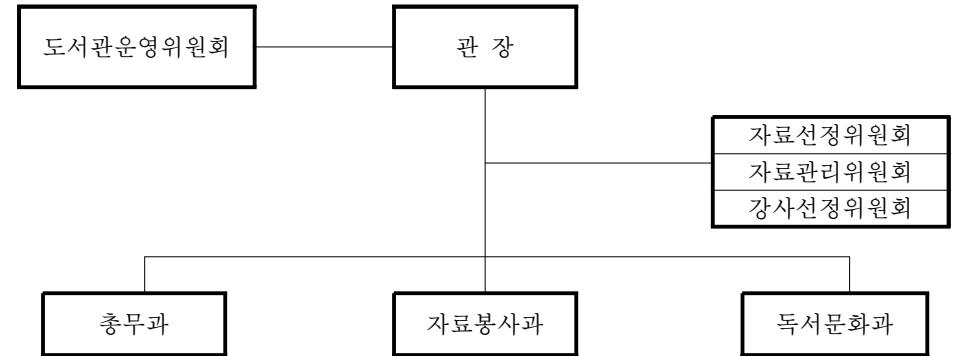 도서관운영위원회
관 장
자료선정위원회
자료관리위원회
강사선정위원회
총무과
자료봉사과
독서문화과